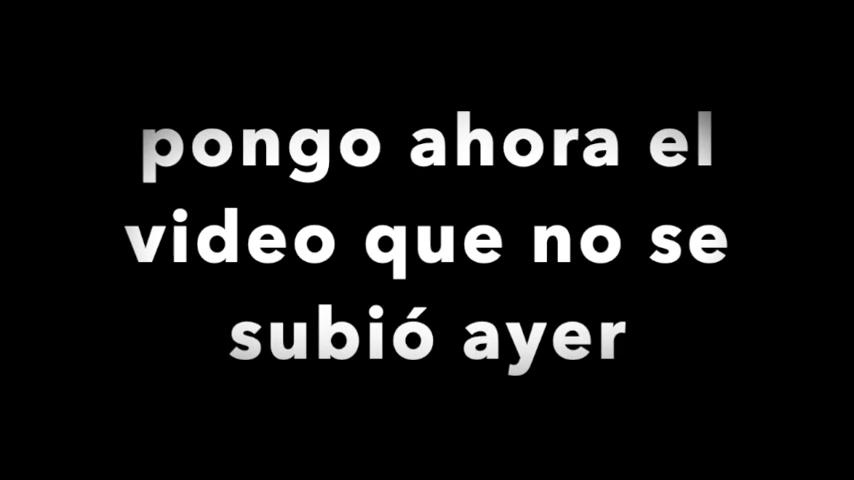 pongo ahora el
video que no se
subió ayer